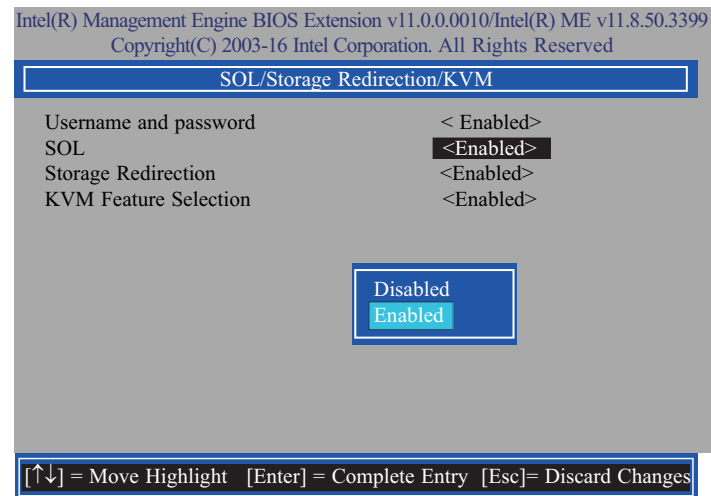 Intel(R) Management Engine BIOS Extension v11.0.0.0010/Intel(R) ME v11.8.50.3399
Copyright(C) 2003-16 Intel Corporation. All Rights Reserved
SOL/Storage Redirection/KVM
Username and password < Enabled>
SOL <Enabled>
Storage Redirection <Enabled>
KVM Feature Selection <Enabled>
Disabled
Enabled
[↑↓] = Move Highlight [Enter] = Complete Entry [Esc]= Discard Changes